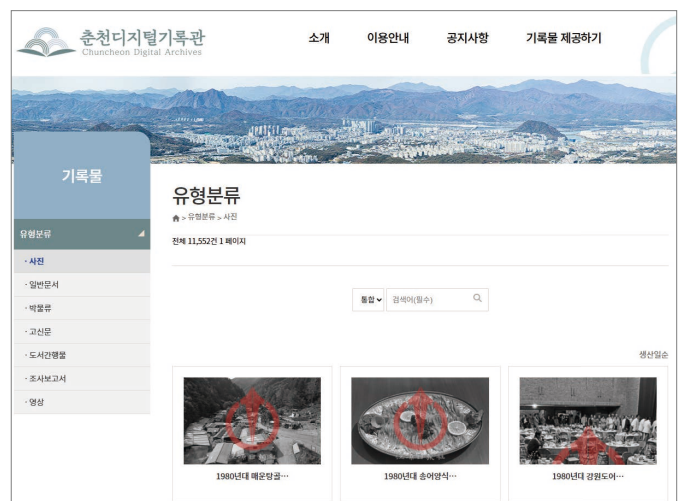 춘천디지털기록관
Chuncheon Digital Archives
소개 이용안내 공지사항 기록물 제공하기
기록물
유형분류
· 사진
· 일반문서
· 박물류
· 고신문
· 도서간행물
· 조사보고서
· 영상
유형분류
> 유형분류 > 사진
전체 11,552건 1 페이지
통합 검색어(필수)
생산일순
1980년대 매운탕골…
1980년대 송어양식…
1980년대 강원도어…